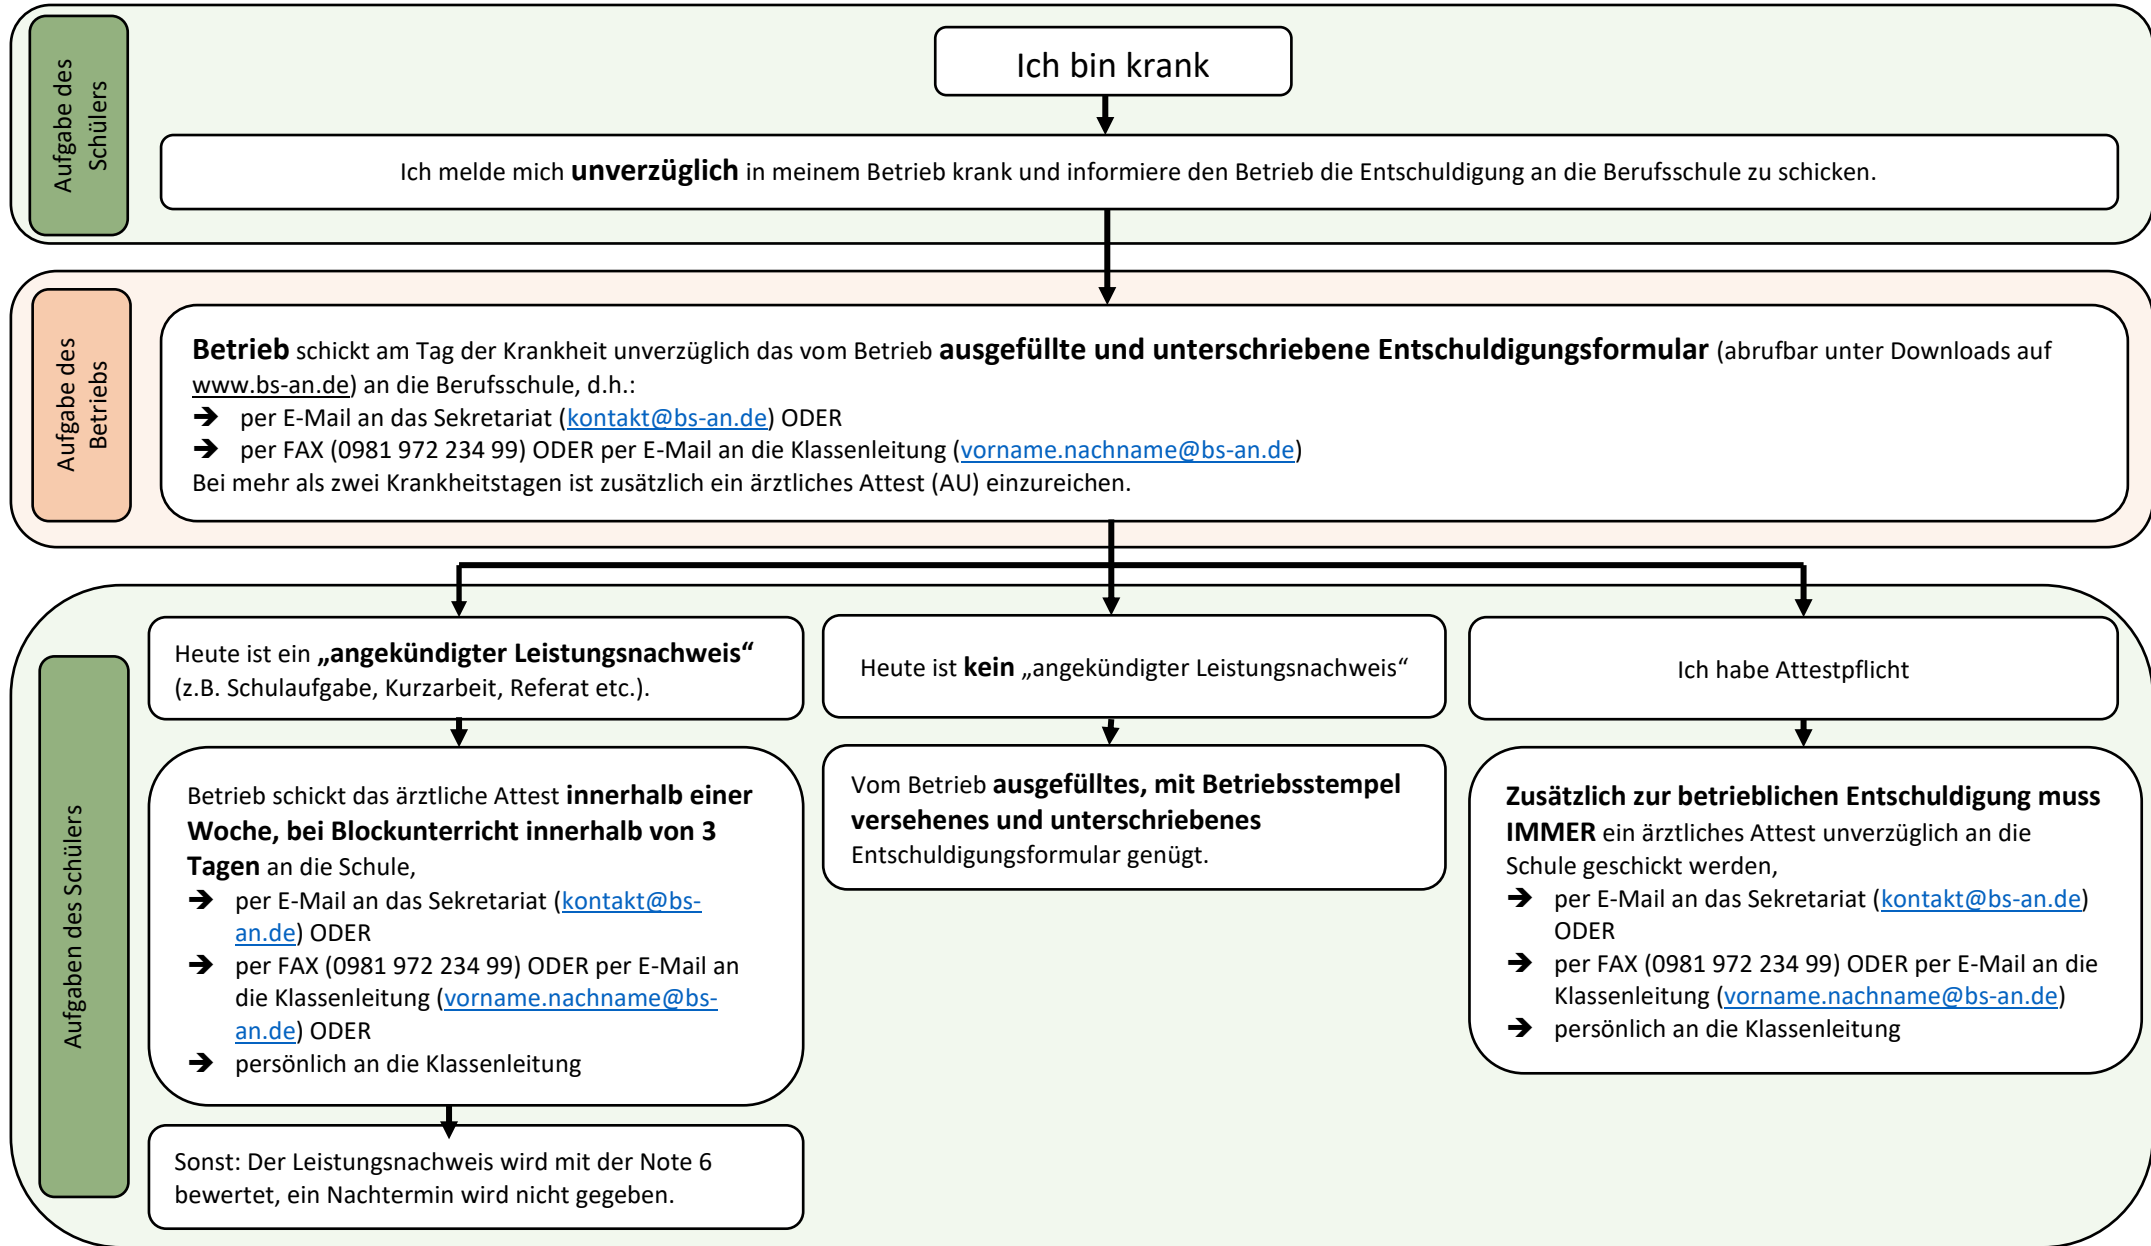 Aufgabe des
Schülers
Ich bin krank
Ich melde mich unverzüglich in meinem Betrieb krank und informiere den Betrieb die Entschuldigung an die Berufsschule zu schicken.
Aufgabe des
Betriebs
Betrieb schickt am Tag der Krankheit unverzüglich das vom Betrieb ausgefüllte und unterschriebene Entschuldigungsformular (abrufbar unter Downloads auf
www.bs-an.de) an die Berufsschule, d.h.:
➔ per E-Mail an das Sekretariat (kontakt@bs-an.de) ODER
➔ per FAX (0981 972 234 99) ODER per E-Mail an die Klassenleitung (vorname.nachname@bs-an.de)
Bei mehr als zwei Krankheitstagen ist zusätzlich ein ärztliches Attest (AU) einzureichen.
Aufgaben des Schülers
Heute ist ein „angekündigter Leistungsnachweis“
(z.B. Schulaufgabe, Kurzarbeit, Referat etc.).
Betrieb schickt das ärztliche Attest innerhalb einer
Woche, bei Blockunterricht innerhalb von 3
Tagen an die Schule,
➔ per E-Mail an das Sekretariat (kontakt@bs-
an.de) ODER
➔ per FAX (0981 972 234 99) ODER per E-Mail an
die Klassenleitung (vorname.nachname@bs-
an.de) ODER
➔ persönlich an die Klassenleitung
Sonst: Der Leistungsnachweis wird mit der Note 6
bewertet, ein Nachtermin wird nicht gegeben.
Heute ist kein „angekündigter Leistungsnachweis“
Vom Betrieb ausgefülltes, mit Betriebsstempel
versehenes und unterschriebenes
Entschuldigungsformular genügt.
Ich habe Attestpflicht
Zusätzlich zur betrieblichen Entschuldigung muss
IMMER ein ärztliches Attest unverzüglich an die
Schule geschickt werden,
➔ per E-Mail an das Sekretariat (kontakt@bs-an.de)
ODER
➔ per FAX (0981 972 234 99) ODER per E-Mail an die
Klassenleitung (vorname.nachname@bs-an.de)
➔ persönlich an die Klassenleitung